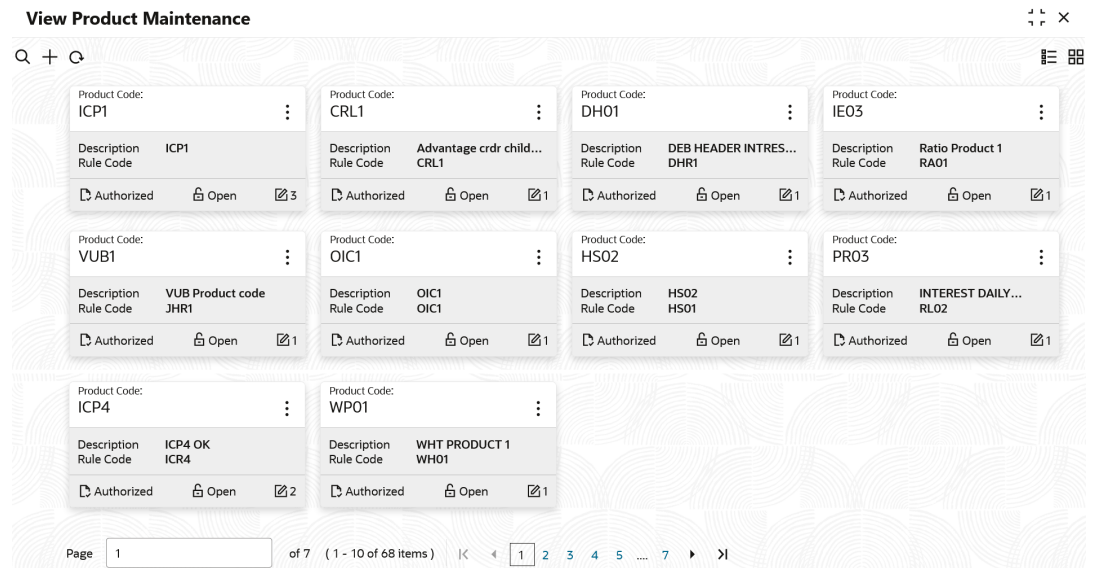 View Product Maintenance
Product Code: Product Code: Product Code: Product Code:
ICP1 CRL1 DH01 IE03
Description ICP1 Description Advantage crdr child... Description DEB HEADER INTRES... Description Ratio Product 1
Rule Code Rule Code CRL1 Rule Code DHR1 Rule Code RA01
Authorized Open 3 Authorized Open 1 Authorized Open 1 Authorized Open 1
Product Code: Product Code: Product Code: Product Code:
VUB1 OIC1 HS02 PR03
Description VUB Product code Description OIC1 Description HS02 Description INTEREST DAILY...
Rule Code JHR1 Rule Code OIC1 Rule Code HS01 Rule Code RL02
Authorized Open 1 Authorized Open 1 Authorized Open 1 Authorized Open 1
Product Code: Product Code:
ICP4 WP01
Description ICP4 OK Description WHT PRODUCT 1
Rule Code ICR4 Rule Code WH01
Authorized Open 2 Authorized Open 1
Page 1 of 7 ( 1 - 10 of 68 items ) 1 2 3 4 5 .... 7